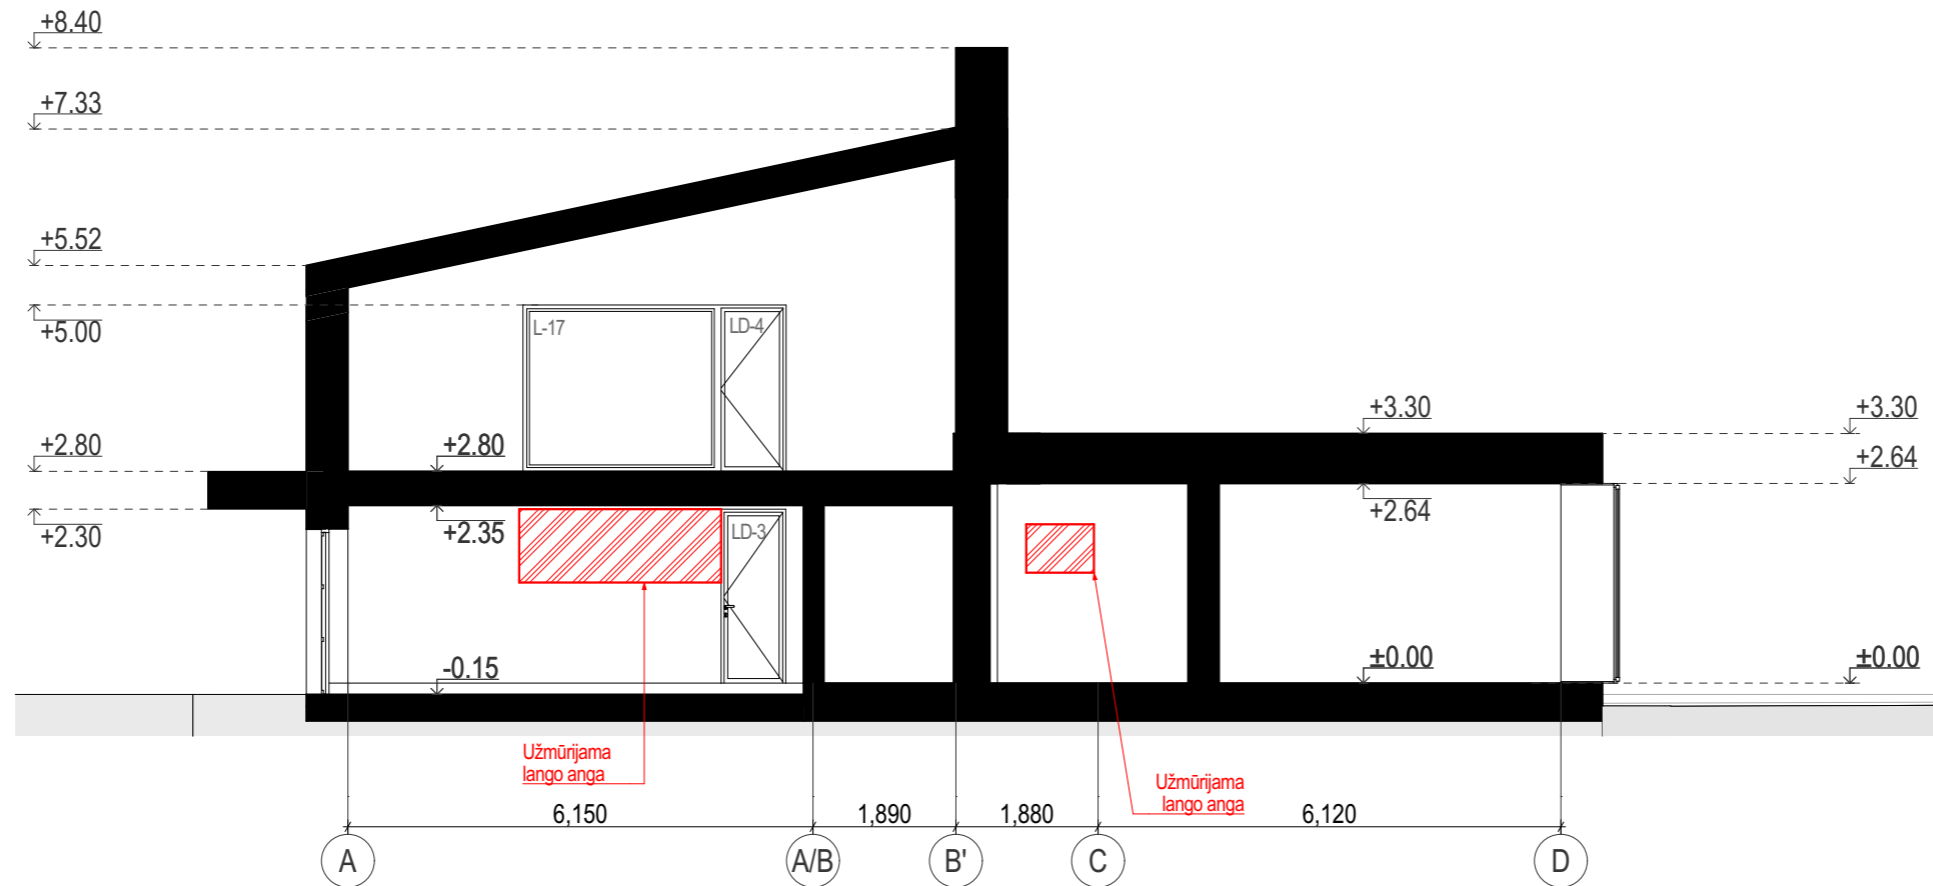 +8.40
+7.33
+5.52
+5.00
L-17
LD-4
+3.30
+3.30
+2.80
+2.80
+2.64
+2.64
+2.30
+2.35
LD-3
-0.15
±0.00
±0.00
Užmūrijama
lango anga
Užmūrijama
lango anga
6,150
1,890
1,880
6,120
A
A/B
B'
C
D